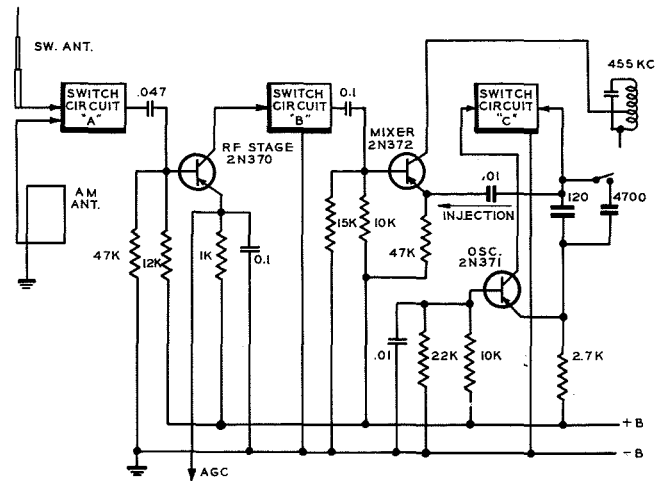 SW. ANT.
SWITCH
CIRCUIT
"A"
.047
RF STAGE
2N370
SWITCH
CIRCUIT
"B"
0.1
MIXER
2N372
SWITCH
CIRCUIT
"C"
455KC
AM
ANT.
47K
12K
1K
0.1
15K
10K
47K
.01
INJECTION
120
4700
OSC.
2N371
.01
22K
10K
2.7K
+B
-B
AGC